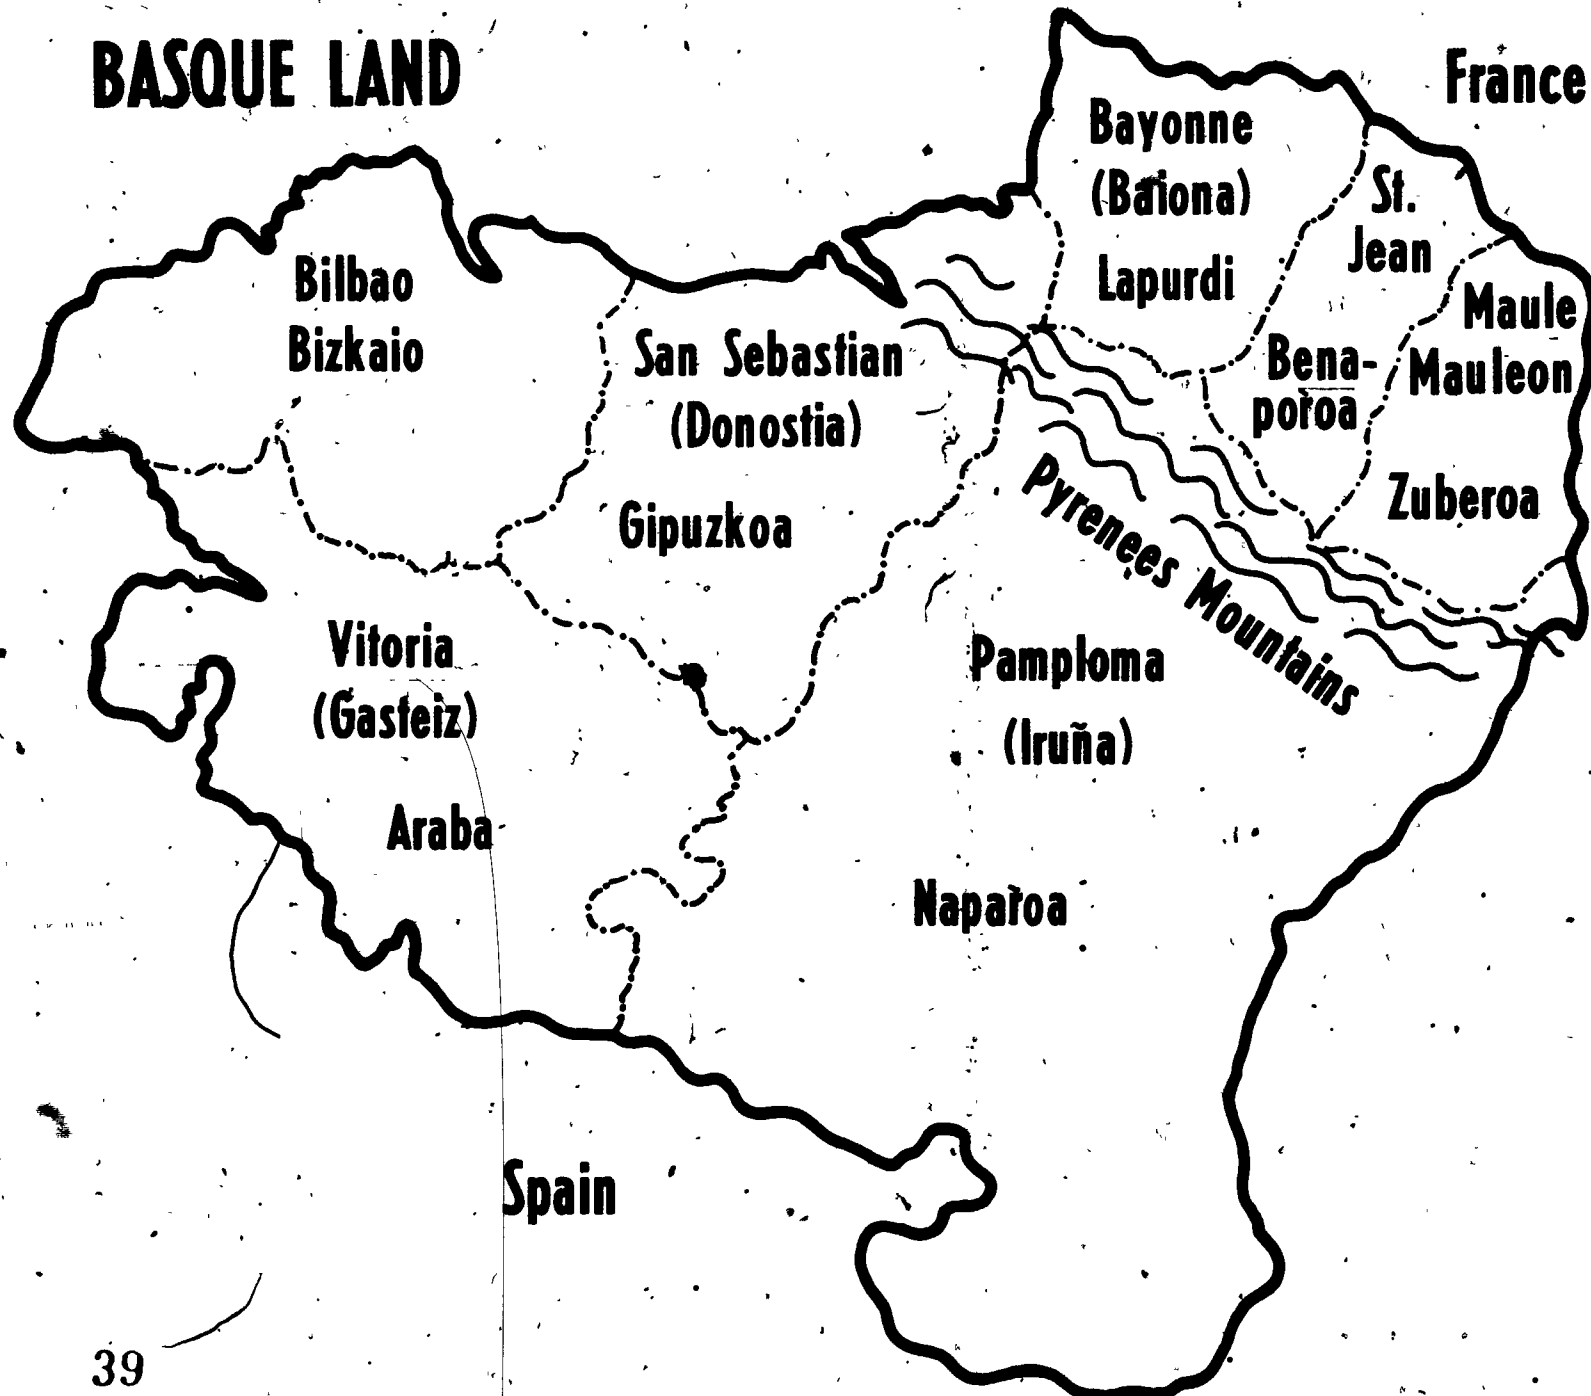 BASQUE LAND
France
Bayonne
(Baiona)
Lapurdi
St.
Jean
Bena-
poroa
Maule
Mauleon
Zuberoa
Bilbao
Bizkaio
San Sebastian
(Donostia)
Gipuzkoa
Pyrenees Mountains
Vitoria
(Gasteiz)
Araba
Pamploma
(Iruña)
Naparoa
Spain
39